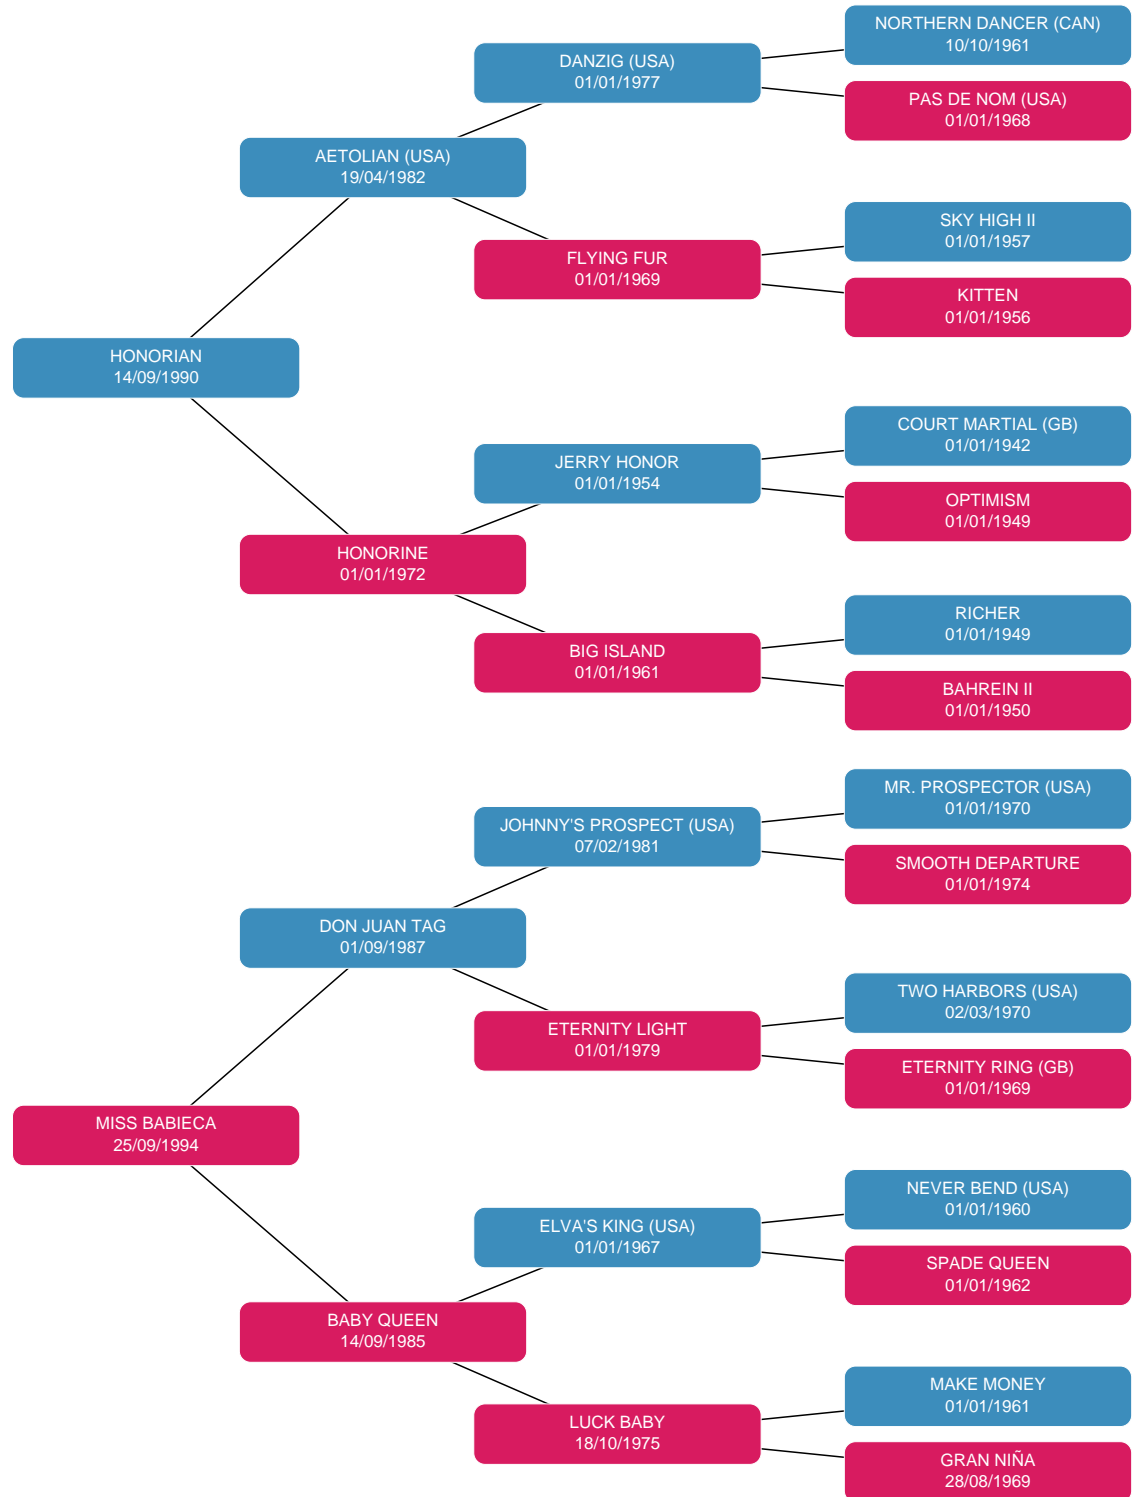 NORTHERN DANCER (CAN)
10/10/1961
DANZIG (USA)
01/01/1977
PAS DE NOM (USA)
01/01/1968
AETOLIAN (USA)
19/04/1982
SKY HIGH II
01/01/1957
FLYING FUR
01/01/1969
KITTEN
01/01/1956
HONORIAN
14/09/1990
COURT MARTIAL (GB)
01/01/1942
JERRY HONOR
01/01/1954
OPTIMISM
01/01/1949
HONORINE
01/01/1972
RICHER
01/01/1949
BIG ISLAND
01/01/1961
BAHREIN II
01/01/1950
MR. PROSPECTOR (USA)
01/01/1970
JOHNNY'S PROSPECT (USA)
07/02/1981
SMOOTH DEPARTURE
01/01/1974
DON JUAN TAG
01/09/1987
TWO HARBORS (USA)
02/03/1970
ETERNITY LIGHT
01/01/1979
ETERNITY RING (GB)
01/01/1969
MISS BABIECA
25/09/1994
NEVER BEND (USA)
01/01/1960
ELVA'S KING (USA)
01/01/1967
SPADE QUEEN
01/01/1962
BABY QUEEN
14/09/1985
MAKE MONEY
01/01/1961
LUCK BABY
18/10/1975
GRAN NIÑA
28/08/1969